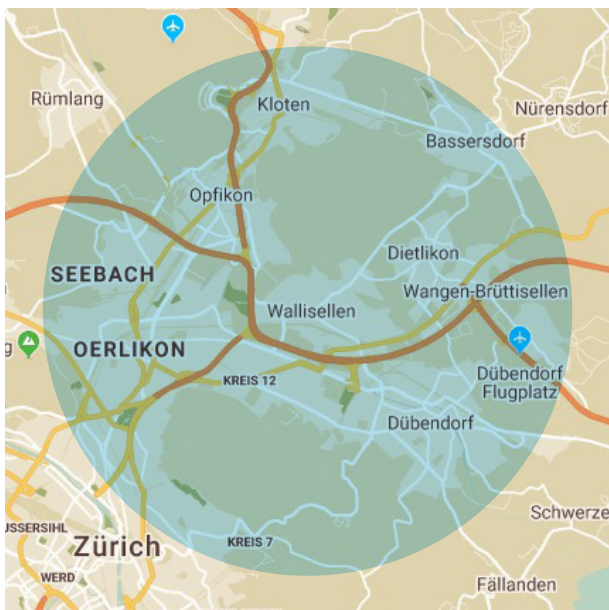 Rümlang
Kloten
Nürensdorf
Bassersdorf
Opfikon
Dietlikon
SEEBACH
Wangen-Brüttisellen
Wallisellen
g
OERLIKON
KREIS 12
Dübendorf
Flugplatz
Dübendorf
Schwerze
USSERSIHL
Zürich
KREIS 7
WERD
Fällanden